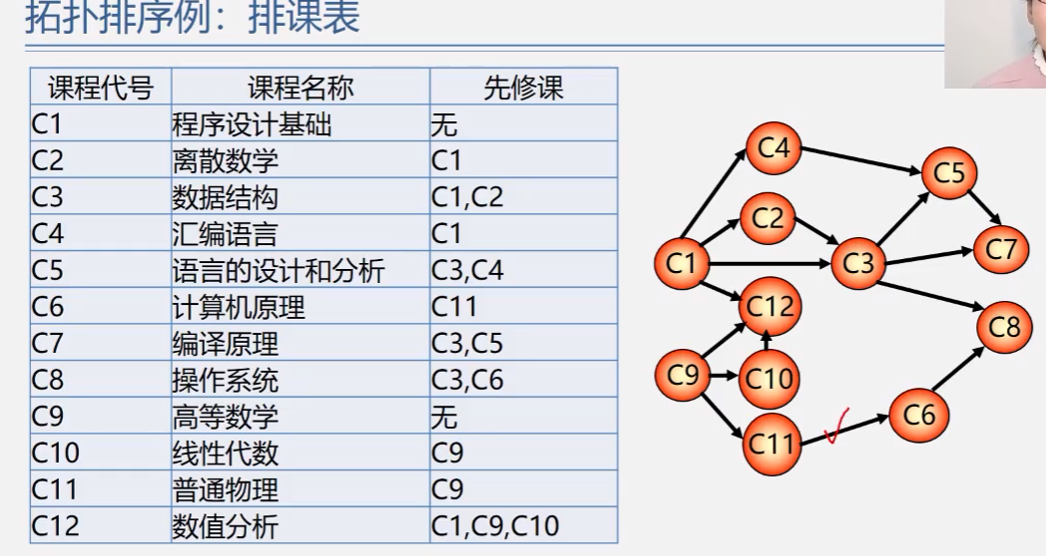 拓扑排序例：排课表
课程代号 课程名称 先修课
C1 程序设计基础 无
C2 离散数学 C1
C3 数据结构 C1,C2
C4 汇编语言 C1
C5 语言的设计和分析 C3,C4
C6 计算机原理 C11
C7 编译原理 C3,C5
C8 操作系统 C3,C6
C9 高等数学 无
C10 线性代数 C9
C11 普通物理 C9
C12 数值分析 C1,C9,C10
C4
C5
C2
C7
C1
C3
C12
C8
C9
C10
C6
C11